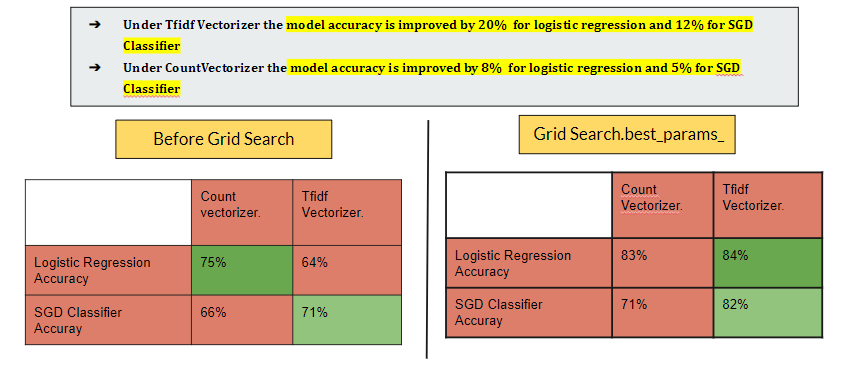 ➔ Under Tfidf Vectorizer the model accuracy is improved by 20% for logistic regression and 12% for SGD
Classifier
➔ Under CountVectorizer the model accuracy is improved by 8% for logistic regression and 5% for SGD
Classifier
Before Grid Search
Grid Search.best_params_
Count
vectorizer.
Tfidf
Vectorizer.
Logistic Regression
Accuracy
75%
64%
SGD Classifier
Accuray
66%
71%
Count
Vectorizer.
Tfidf
Vectorizer.
Logistic Regression
Accuracy
83%
84%
SGD Classifier
Accuray
71%
82%